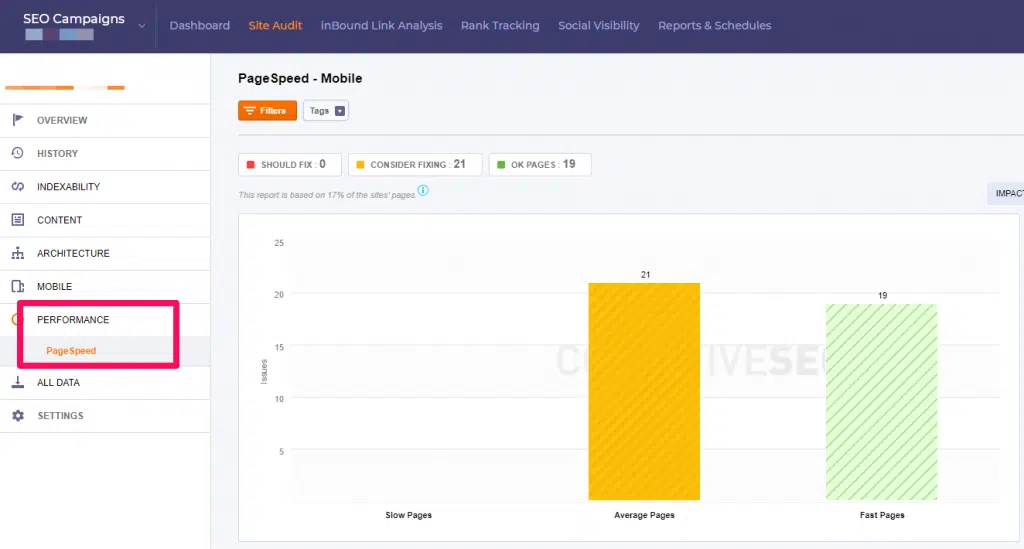 SEO Campaigns
Dashboard
Site Audit
inBound Link Analysis
Rank Tracking
Social Visibility
Reports & Schedules
OVERVIEW
HISTORY
INDEXABILITY
CONTENT
ARCHITECTURE
MOBILE
PERFORMANCE
PageSpeed
ALL DATA
SETTINGS
PageSpeed - Mobile
Filters
Tags
SHOULD FIX : 0
CONSIDER FIXING : 21
OK PAGES : 19
This report is based on 17% of the sites' pages.
IMPACT
25
20
15
10
5
Issues
21
19
Slow Pages
Average Pages
Fast Pages